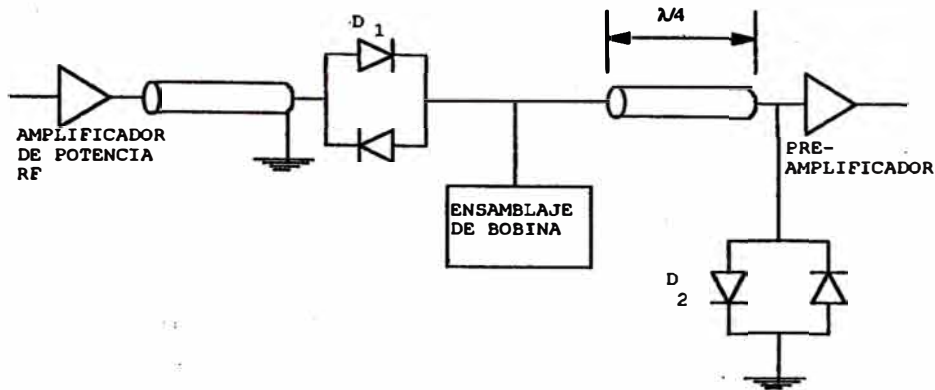 λ/4
D
1
AMPLIFICADOR
DE POTENCIA
RF
PRE-
AMPLIFICADOR
ENSAMBLAJE
DE BOBINA
D
2